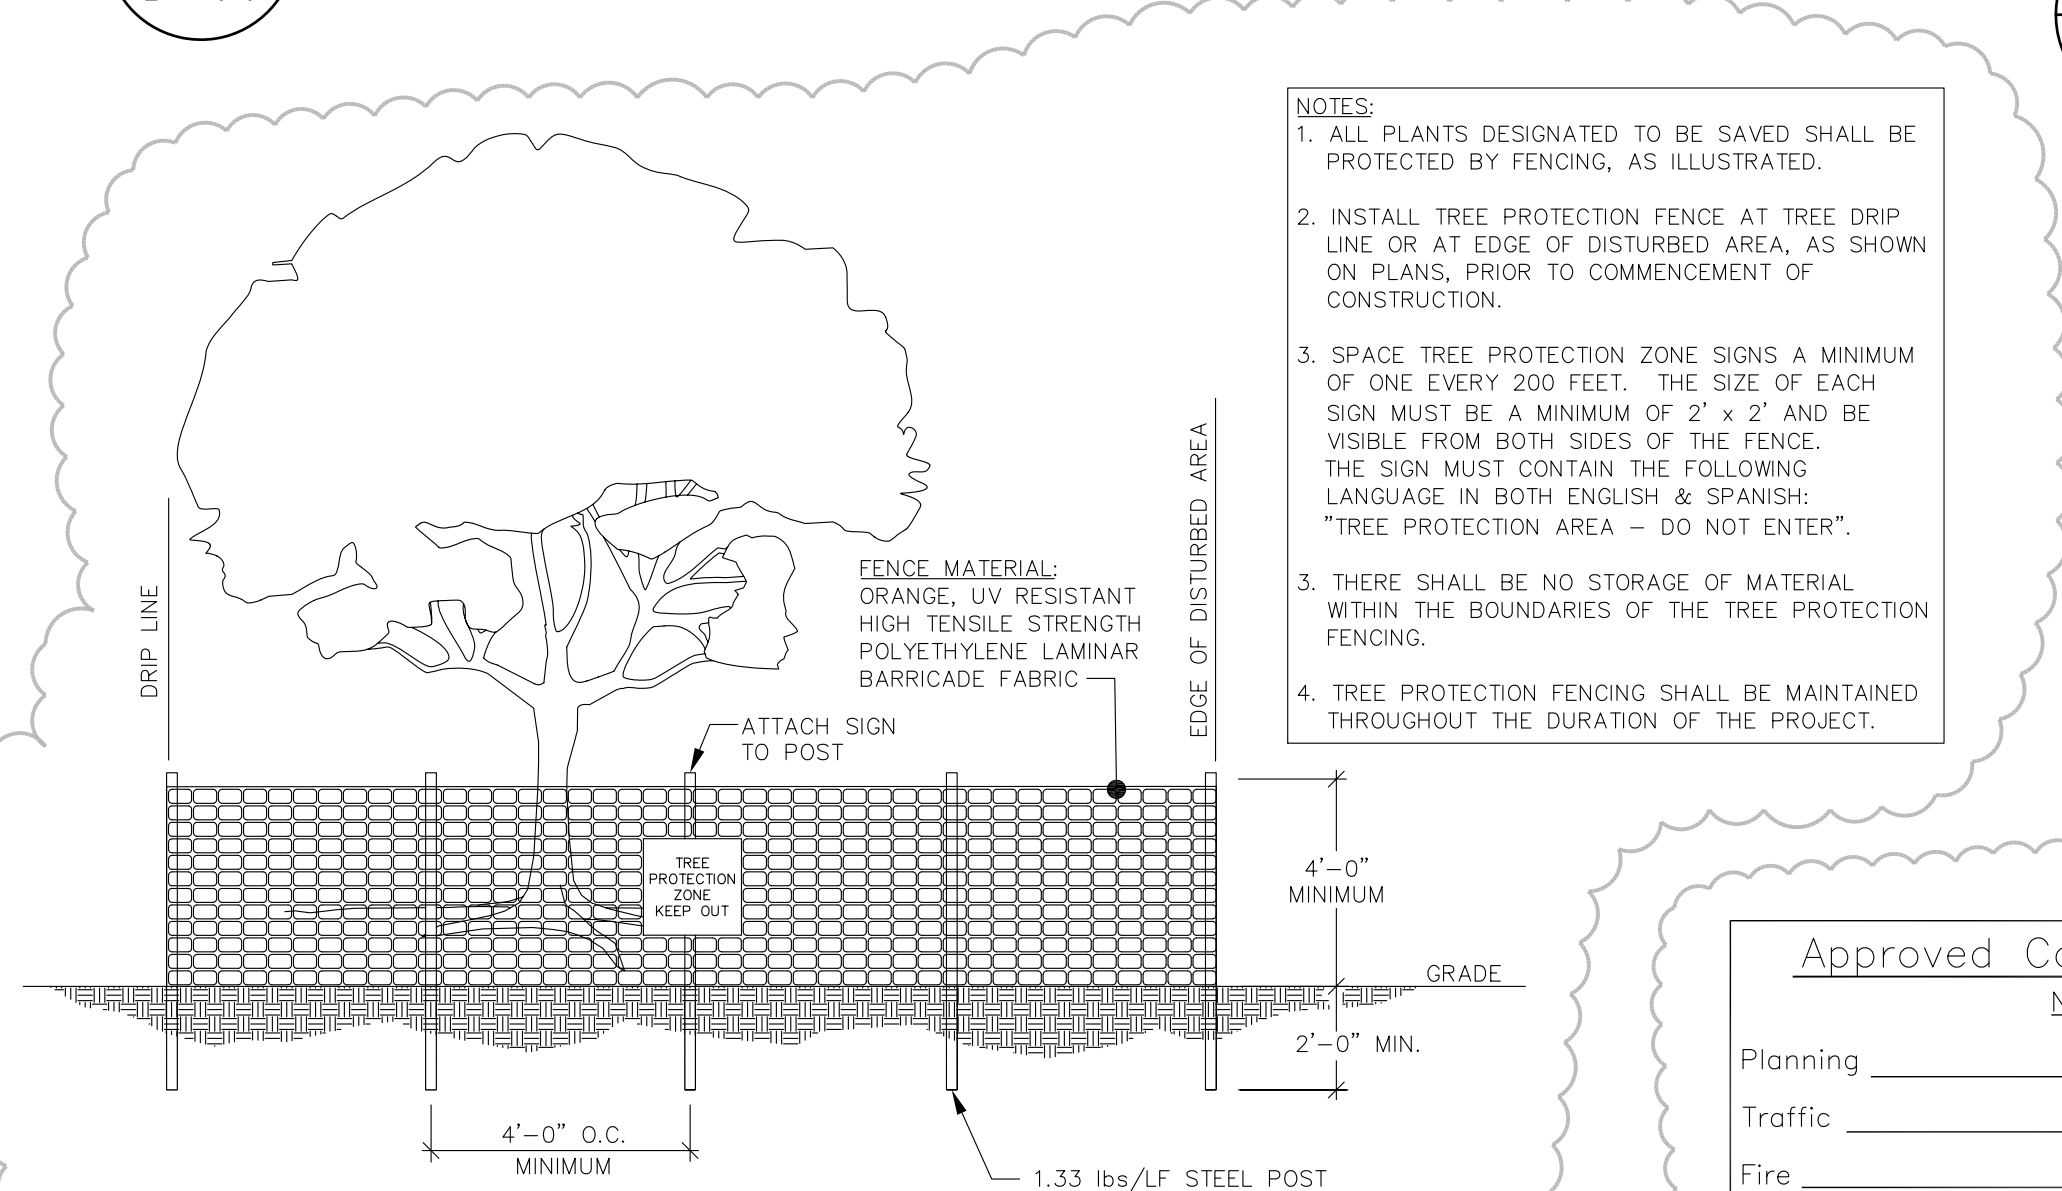 NOTES:
1. ALL PLANTS DESIGNATED TO BE SAVED SHALL BE
PROTECTED BY FENCING, AS ILLUSTRATED.
2. INSTALL TREE PROTECTION FENCE AT TREE DRIP
LINE OR AT EDGE OF DISTURBED AREA, AS SHOWN
ON PLANS, PRIOR TO COMMENCEMENT OF
CONSTRUCTION.
3. SPACE TREE PROTECTION ZONE SIGNS A MINIMUM
OF ONE EVERY 200 FEET. THE SIZE OF EACH
SIGN MUST BE A MINIMUM OF 2' x 2' AND BE
VISIBLE FROM BOTH SIDES OF THE FENCE.
THE SIGN MUST CONTAIN THE FOLLOWING
LANGUAGE IN BOTH ENGLISH & SPANISH:
"TREE PROTECTION AREA – DO NOT ENTER".
3. THERE SHALL BE NO STORAGE OF MATERIAL
WITHIN THE BOUNDARIES OF THE TREE PROTECTION
FENCING.
4. TREE PROTECTION FENCING SHALL BE MAINTAINED
THROUGHOUT THE DURATION OF THE PROJECT.
DRIP LINE
EDGE OF DISTURBED AREA
FENCE MATERIAL:
ORANGE, UV RESISTANT
HIGH TENSILE STRENGTH
POLYETHYLENE LAMINAR
BARRICADE FABRIC
ATTACH SIGN
TO POST
TREE
PROTECTION
ZONE
KEEP OUT
4'-0"
MINIMUM
GRADE
2'-0" MIN.
4'-0" O.C.
MINIMUM
1.33 lbs/LF STEEL POST
Approved
Planning
Traffic
Fire